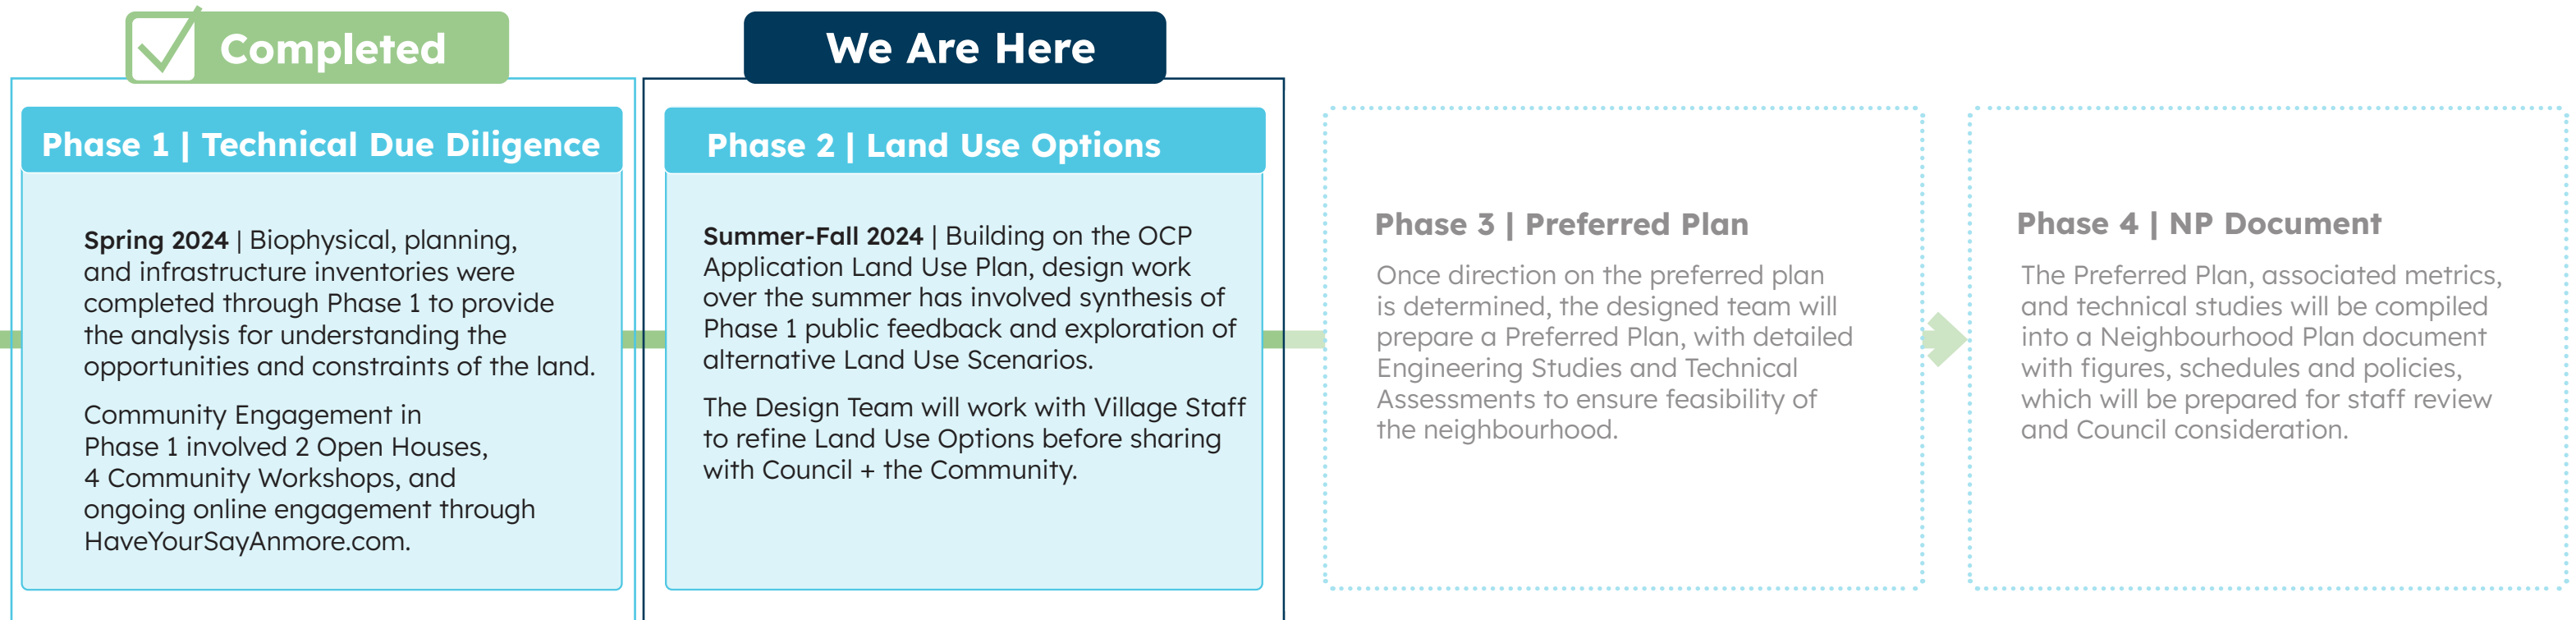 Completed
Phase 1 | Technical Due Diligence
Spring 2024 | Biophysical, planning,
and infrastructure inventories were
completed through Phase 1 to provide
the analysis for understanding the
opportunities and constraints of the land.
Community Engagement in
Phase 1 involved 2 Open Houses,
4 Community Workshops, and
ongoing online engagement through
HaveYourSayAnmore.com.
We Are Here
Phase 2 | Land Use Options
Summer-Fall 2024 | Building on the OCP
Application Land Use Plan, design work
over the summer has involved synthesis of
Phase 1 public feedback and exploration of
alternative Land Use Scenarios.
The Design Team will work with Village Staff
to refine Land Use Options before sharing
with Council + the Community.
Phase 3 | Preferred Plan
Once direction on the preferred plan
is determined, the designed team will
prepare a Preferred Plan, with detailed
Engineering Studies and Technical
Assessments to ensure feasibility of
the neighbourhood.
Phase 4 | NP Document
The Preferred Plan, associated metrics,
and technical studies will be compiled
into a Neighbourhood Plan document
with figures, schedules and policies,
which will be prepared for staff review
and Council consideration.